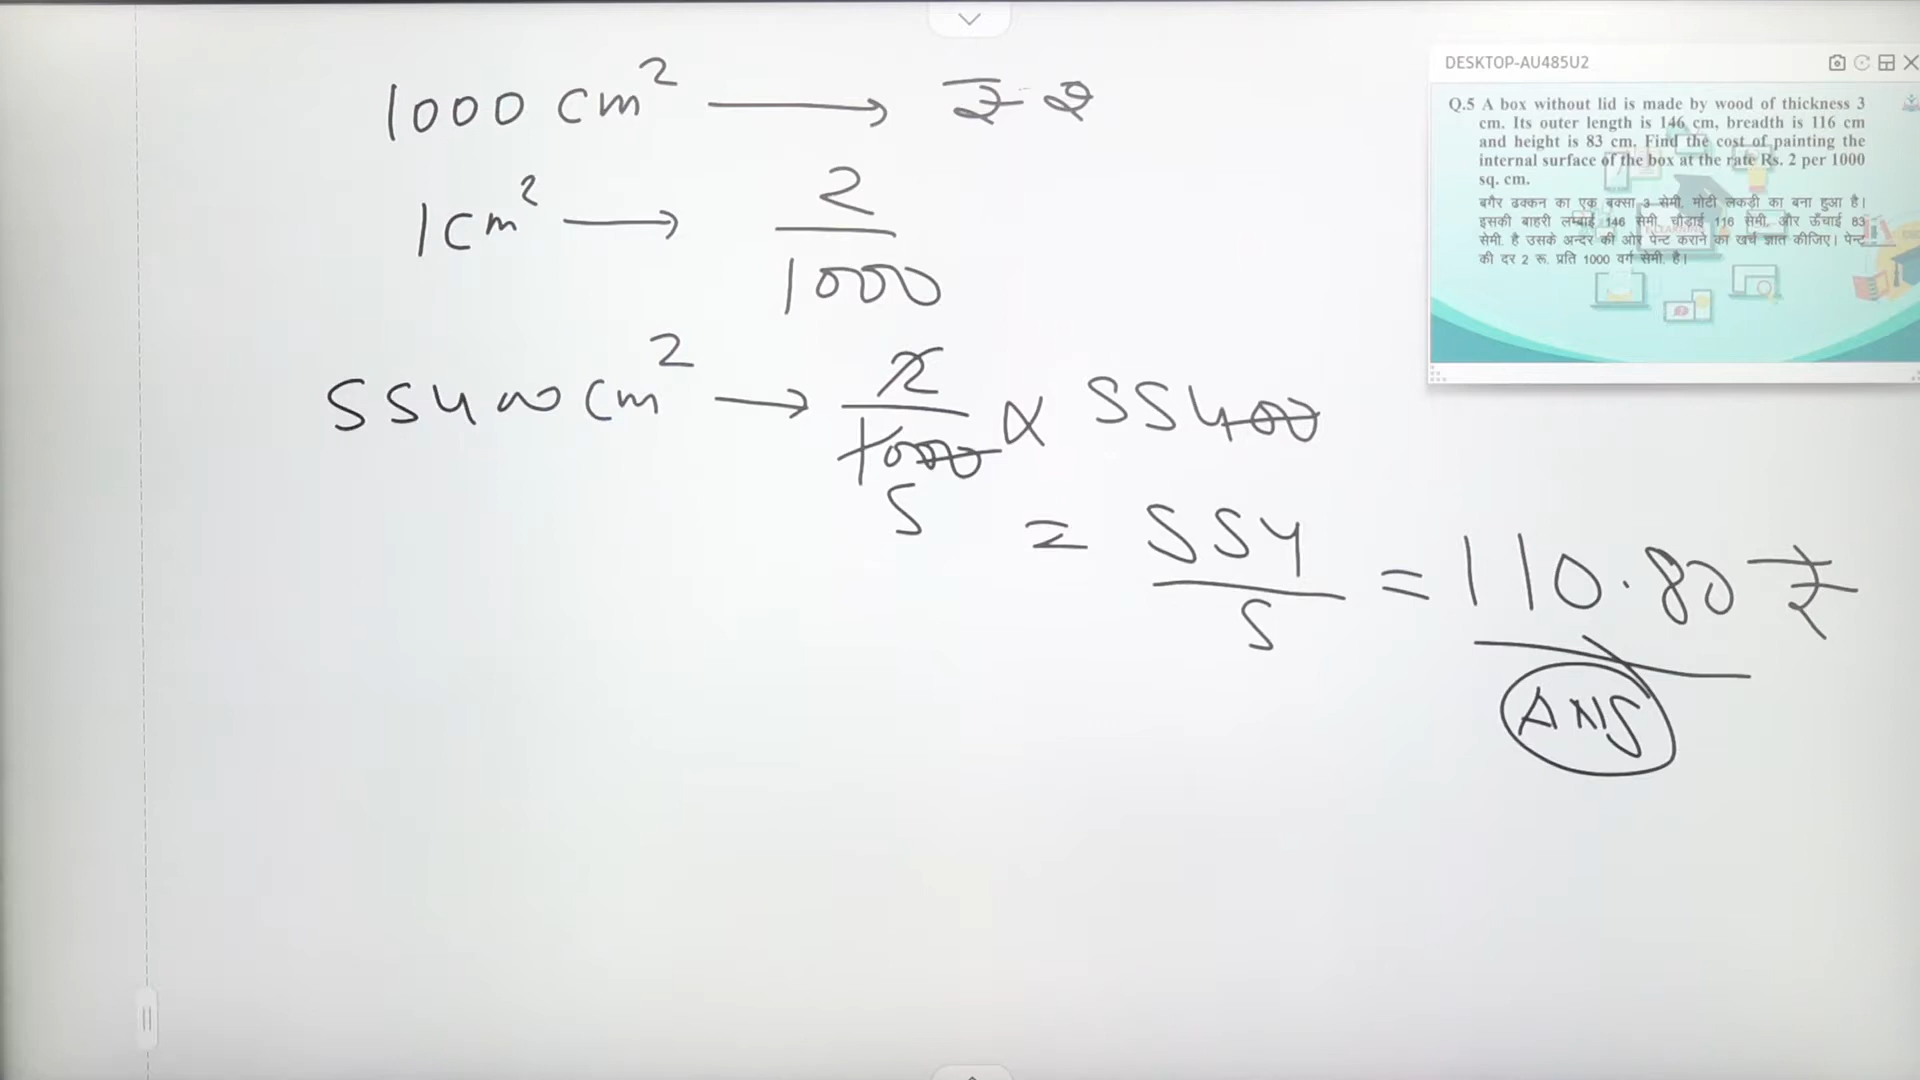 1000 cm² → ₹ 2
1cm² → 2/1000
55400 cm² → 2/1000 × 55400
5
= 554/5 = 110.80 ₹
ANS
DESKTOP-AU485U2
Q.5 A box without lid is made by wood of thickness 3
cm. Its outer length is 146 cm, breadth is 116 cm
and height is 83 cm. Find the cost of painting the
internal surface of the box at the rate Rs. 2 per 1000
sq. cm.
बगैर ढक्कन का एक बक्सा 3 सेमी. मोटी लकड़ी का बना हुआ है।
इसकी बाहरी लम्बाई 146 सेमी, चौड़ाई 116 सेमी, और ऊँचाई 83
सेमी. है उसके अन्दर की ओर पेन्ट कराने का खर्च ज्ञात कीजिए। पेन्ट
की दर 2 रू. प्रति 1000 वर्ग सेमी. है।